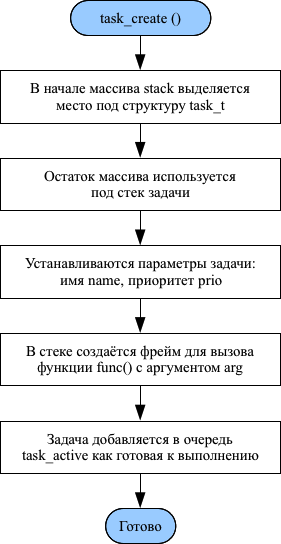 task_create ()
В начале массива stack выделяется
место под структуру task_t
Остаток массива используется
под стек задачи
Устанавливаются параметры задачи:
имя name, приоритет prio
В стеке создаётся фрейм для вызова
функции func() с аргументом arg
Задача добавляется в очередь
task_active как готовая к выполнению
Готово